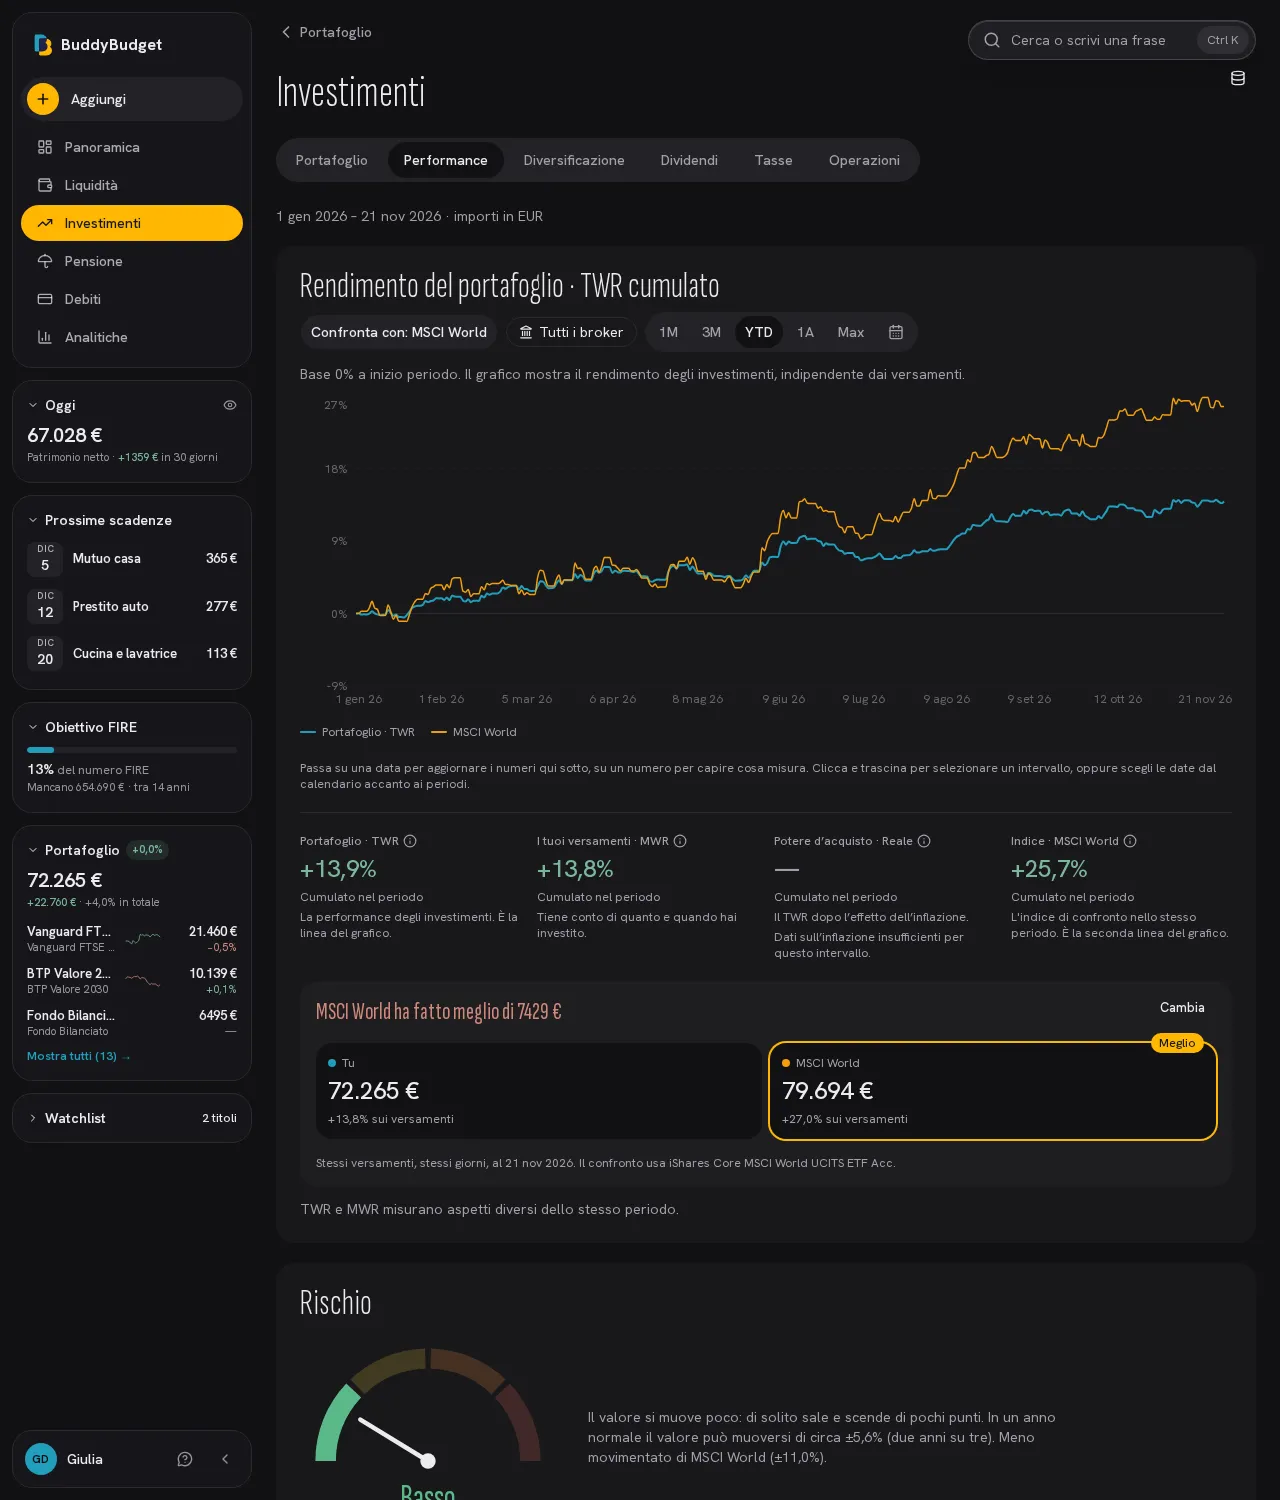 BuddyBudget
Aggiungi
Panoramica
Liquidità
Investimenti
Pensione
Debiti
Analitiche
Oggi
67.028 €
Patrimonio netto · +1359 € in 30 giorni
Prossime scadenze
DIC
5
Mutuo casa
365 €
DIC
12
Prestito auto
277 €
DIC
20
Cucina e lavatrice
113 €
Obiettivo FIRE
13% del numero FIRE
Mancano 654.690 € · tra 14 anni
Portafoglio +0,0%
72.265 €
+22.760 € · +4,0% in totale
Vanguard FT...
21.460 €
Vanguard FTSE ...
-0,5%
BTP Valore 2...
10.139 €
BTP Valore 2030
+0,1%
Fondo Bilanci...
6495 €
Fondo Bilanciato
—
Mostra tutti (13) →
Watchlist
2 titoli
GD
Giulia
Portafoglio
Cerca o scrivi una frase
Ctrl K
Investimenti
Portafoglio
Performance
Diversificazione
Dividendi
Tasse
Operazioni
1 gen 2026 – 21 nov 2026 · importi in EUR
Rendimento del portafoglio · TWR cumulato
Confronta con: MSCI World
Tutti i broker
1M
3M
YTD
1A
Max
Base 0% a inizio periodo. Il grafico mostra il rendimento degli investimenti, indipendente dai versamenti.
27%
18%
9%
0%
-9%
1 gen 26
1 feb 26
5 mar 26
6 apr 26
8 mag 26
9 giu 26
9 lug 26
9 ago 26
9 set 26
12 ott 26
21 nov 26
Portafoglio · TWR
MSCI World
Passa su una data per aggiornare i numeri qui sotto, su un numero per capire cosa misura. Clicca e trascina per selezionare un intervallo, oppure scegli le date dal
calendario accanto ai periodi.
Portafoglio · TWR
+13,9%
Cumulato nel periodo
La performance degli investimenti. È la
linea del grafico.
I tuoi versamenti · MWR
+13,8%
Cumulato nel periodo
Tiene conto di quanto e quando hai
investito.
Potere d’acquisto · Reale
—
Cumulato nel periodo
Il TWR dopo l’effetto dell’inflazione.
Dati sull’inflazione insufficienti per
questo intervallo.
Indice · MSCI World
+25,7%
Cumulato nel periodo
L'indice di confronto nello stesso
periodo. È la seconda linea del grafico.
MSCI World ha fatto meglio di 7429 €
Cambia
Tu
72.265 €
+13,8% sui versamenti
Meglio
MSCI World
79.694 €
+27,0% sui versamenti
Stessi versamenti, stessi giorni, al 21 nov 2026. Il confronto usa iShares Core MSCI World UCITS ETF Acc.
TWR e MWR misurano aspetti diversi dello stesso periodo.
Rischio
Il valore si muove poco: di solito sale e scende di pochi punti. In un anno
normale il valore può muoversi di circa ±5,6% (due anni su tre). Meno
movimentato di MSCI World (±11,0%).
Basso